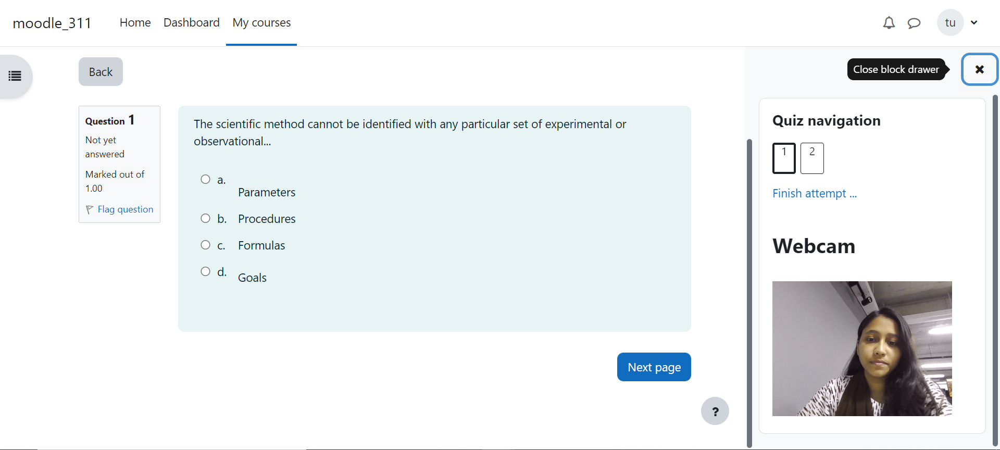 moodle_311
Home
Dashboard
My courses
tu
Back
Close block drawer
Question 1
Not yet
answered
Marked out of
1.00
Flag question
The scientific method cannot be identified with any particular set of experimental or
observational...
a.
Parameters
b. Procedures
c. Formulas
d.
Goals
Next page
?
Quiz navigation
1
2
Finish attempt ...
Webcam